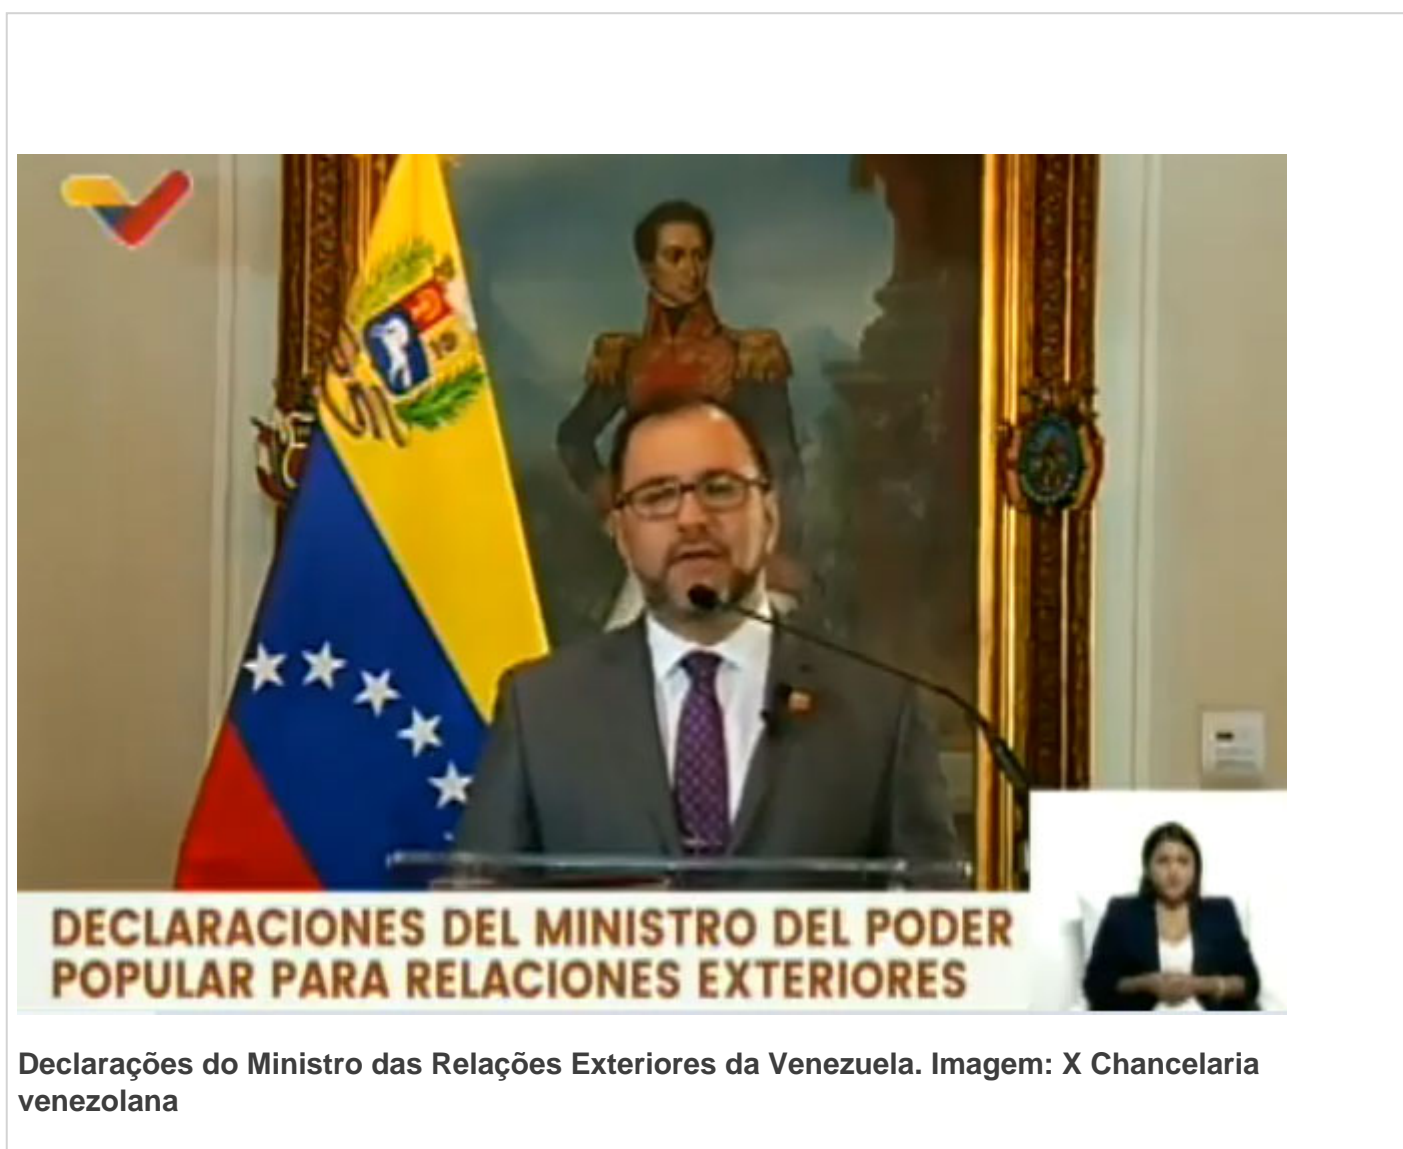 DECLARACIONES DEL MINISTRO DEL PODER
POPULAR PARA RELACIONES EXTERIORES
Declarações do Ministro das Relações Exteriores da Venezuela. Imagem: X Chancelaria
venezolana